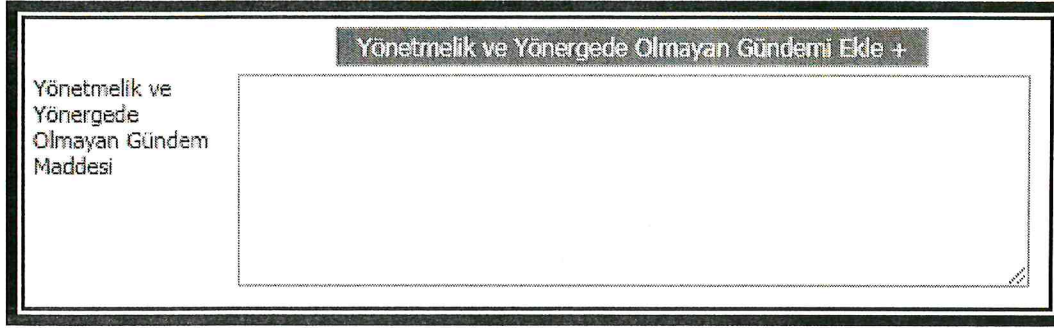 Yönetmelik ve Yönergede Olmayan Gündemi Ekle +
Yönetmelik ve
Yönergede
Olmayan Gündem
Maddesi